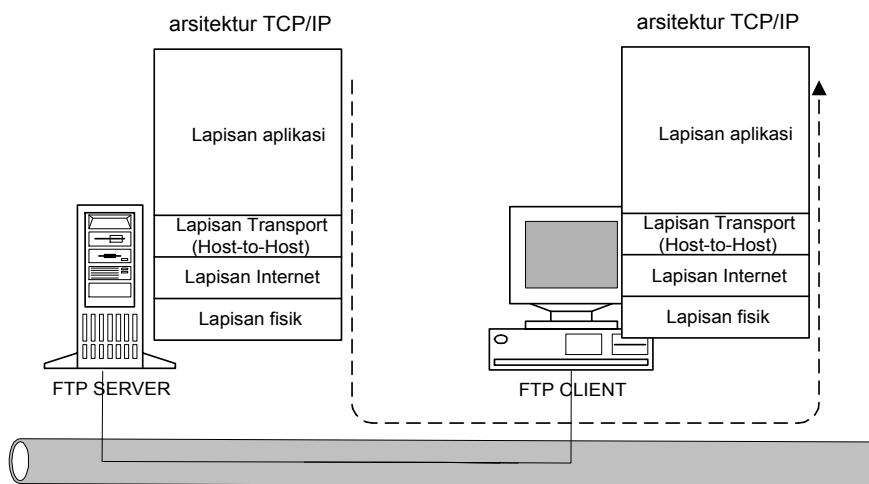 arsitektur TCP/IP
Lapisan aplikasi
Lapisan Transport
(Host-to-Host)
Lapisan Internet
Lapisan fisik
FTP SERVER
arsitektur TCP/IP
Lapisan aplikasi
Lapisan Transport
(Host-to-Host)
Lapisan Internet
Lapisan fisik
FTP CLIENT